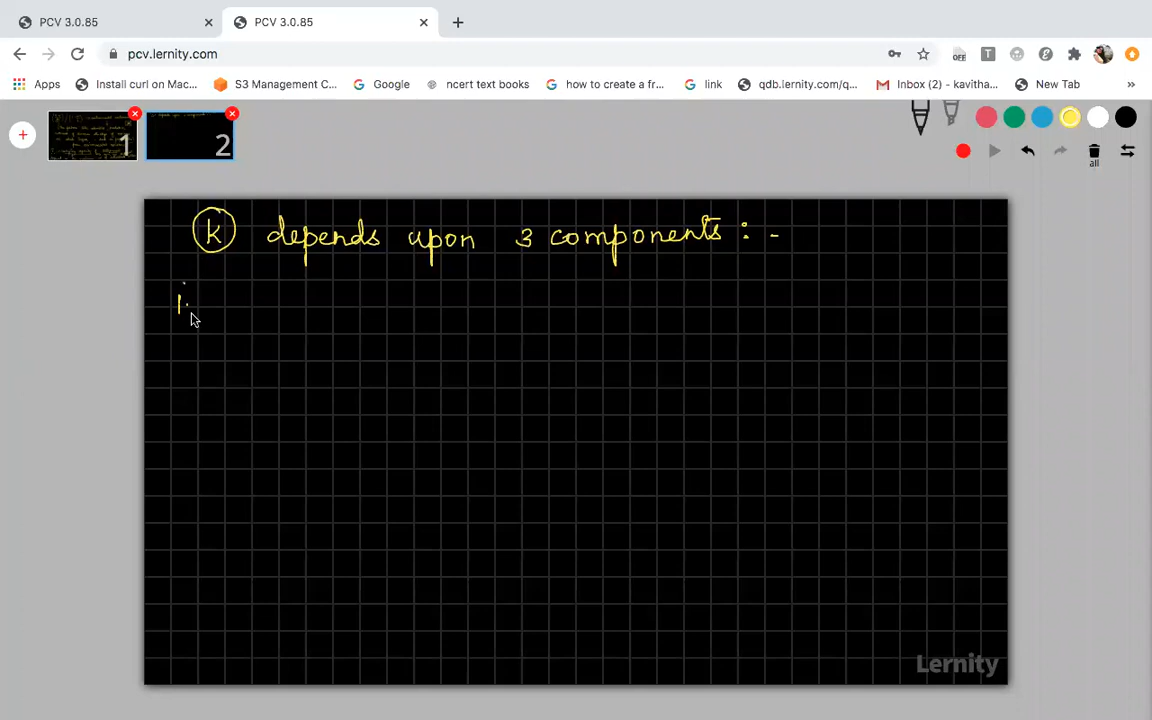 PCV 3.0.85 PCV 3.0.85
pcv.lernity.com
Apps Install curl on Mac... S3 Management C... Google ncert text books how to create a fr... link qdb.lernity.com/q... Inbox (2) - kavitha... New Tab »
OFF T
1 2
all
K depends upon 3 components : -
i.
Lernity